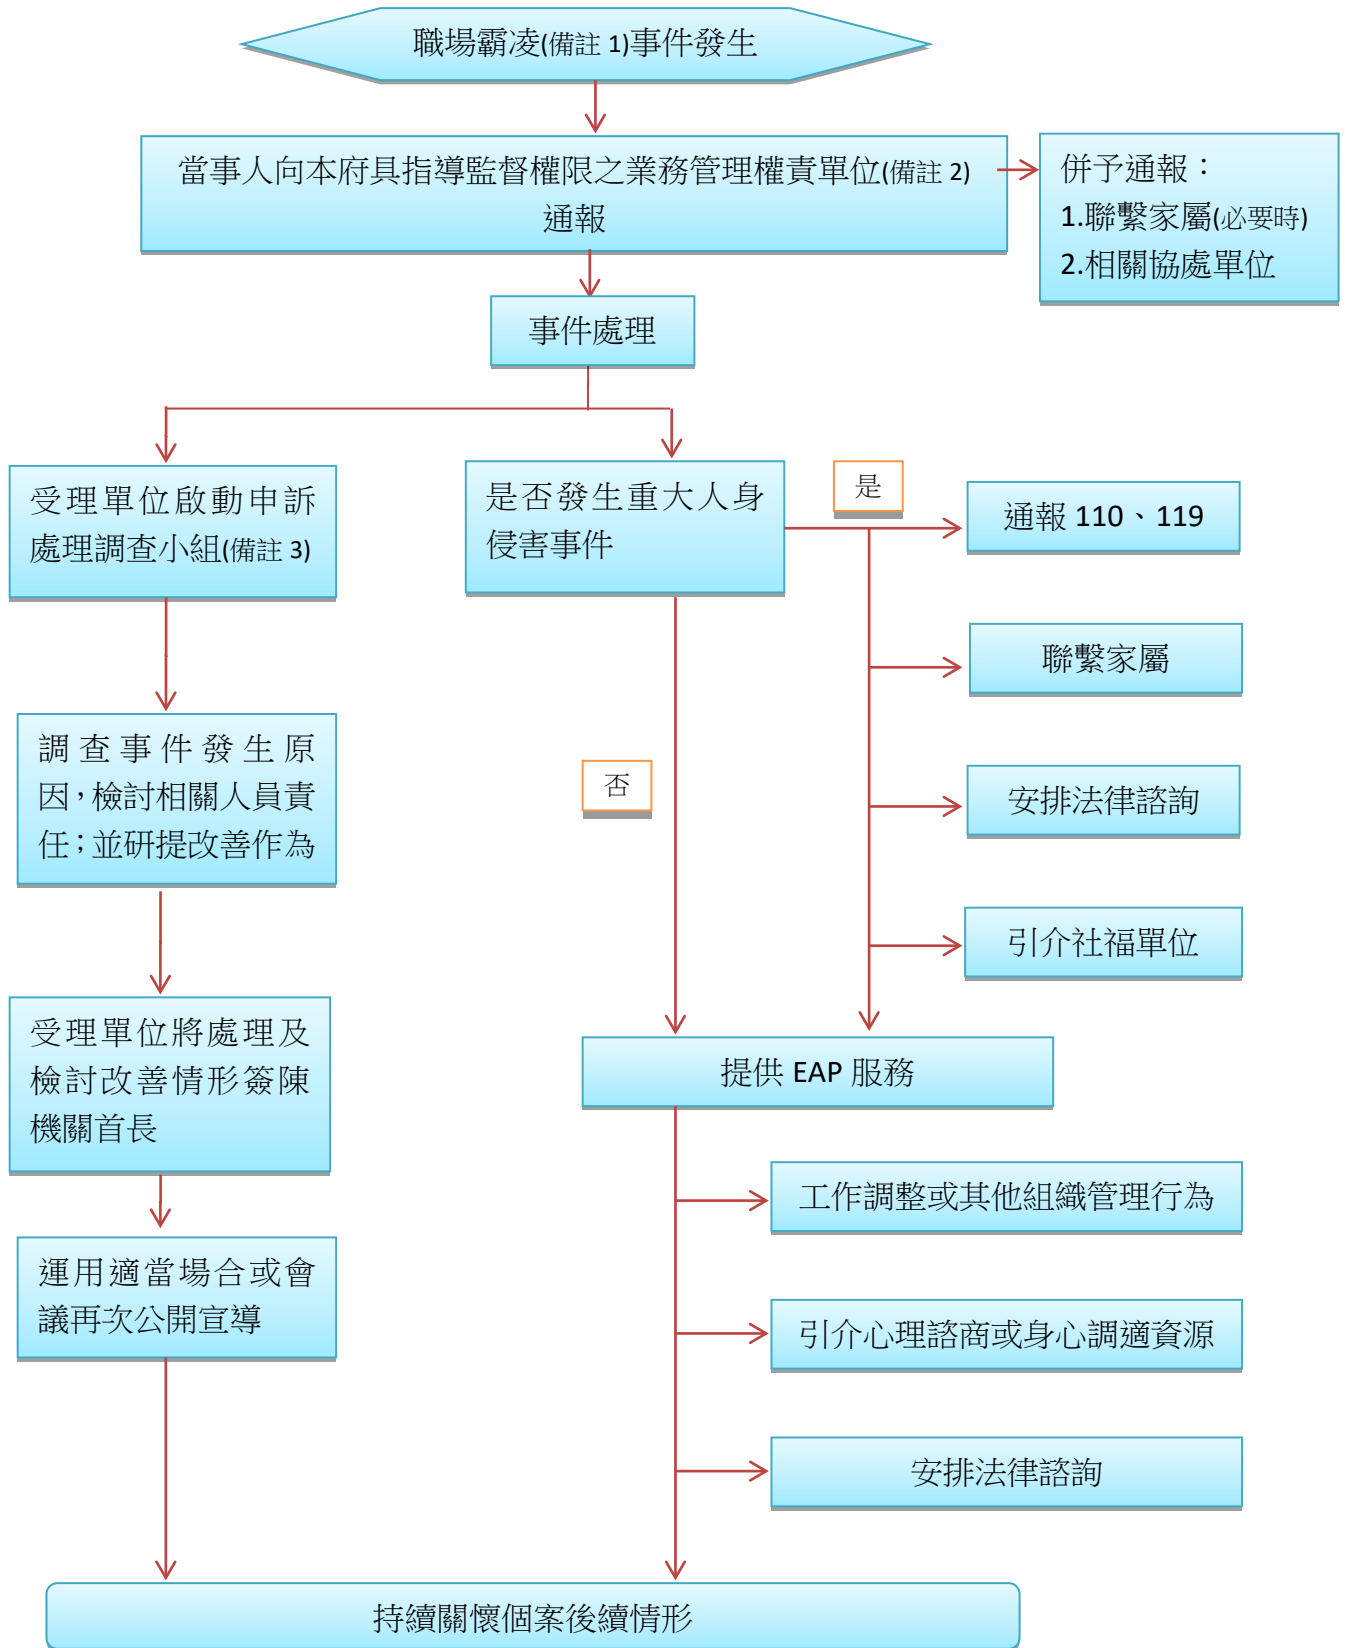 職場霸凌(備註 1)事件發生
當事人向本府具指導監督權限之業務管理權責單位(備註 2)
通報
併予通報：
1.聯繫家屬(必要時)
2.相關協處單位
事件處理
受理單位啟動申訴
處理調查小組(備註 3)
是否發生重大人身
侵害事件
是
通報 110、119
聯繫家屬
調查事件發生原
因，檢討相關人員責
任；並研提改善作為
否
安排法律諮詢
引介社福單位
受理單位將處理及
檢討改善情形簽陳
機關首長
提供 EAP 服務
工作調整或其他組織管理行為
運用適當場合或會
議再次公開宣導
引介心理諮商或身心調適資源
安排法律諮詢
持續關懷個案後續情形